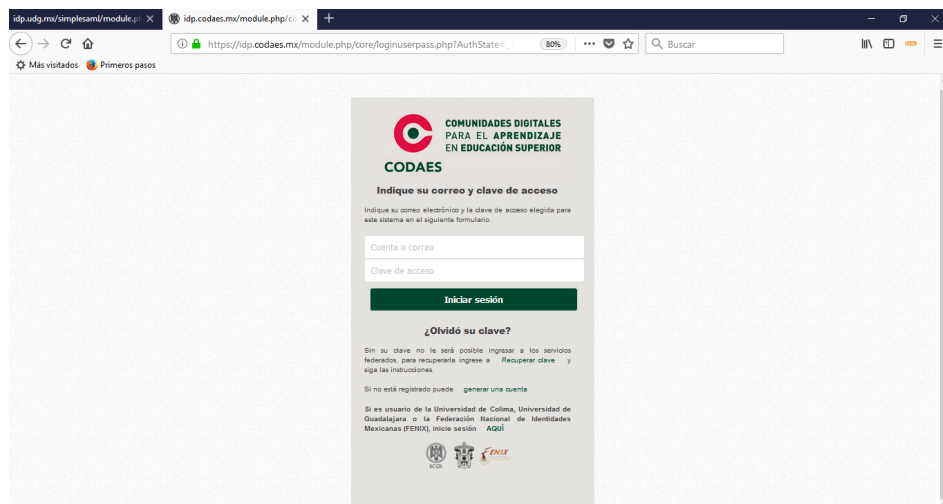 idp.udg.mx/simplesaml/module.ph
idp.codaes.mx/module.php/co
https://idp.codaes.mx/module.php/core/loginuserpass.php?AuthState=_
80%
Buscar
Más visitados
Primeros pasos
COMUNIDADES DIGITALES
PARA EL APRENDIZAJE
EN EDUCACIÓN SUPERIOR
CODAES
Indique su correo y clave de acceso
Indique su correo electrónico y la clave de acceso elegida para
este sistema en el siguiente formulario.
Cuenta o correo
Clave de acceso
Iniciar sesión
¿Olvidó su clave?
Sin su clave no le será posible ingresar a los servicios
federados, para recuperarla ingrese a Recuperar clave y
siga las instrucciones.
Si no está registrado puede generar una cuenta
Si es usuario de la Universidad de Colima, Universidad de
Guadalajara o la Federación Nacional de Identidades
Mexicanas (FENIX), inicie sesión AQUÍ
UCOL
FENIX